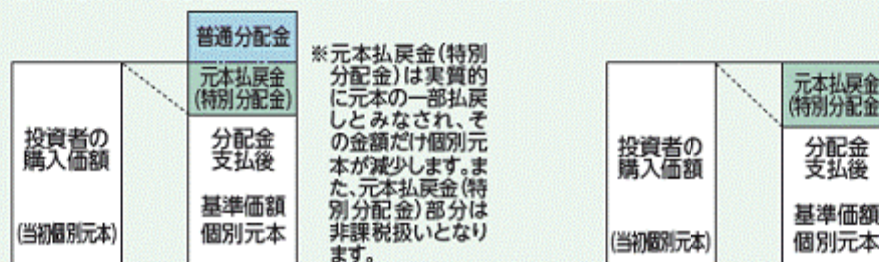 普通分配金
元本払戻金
(特別分配金)
投資者の
購入価額
(当初個別元本)
分配金
支払後
基準価額
個別元本
※元本払戻金(特別
分配金)は実質的
に元本の一部払戻
しとみなされ、そ
の金額だけ個別元
本が減少します。ま
た、元本払戻金(特
別分配金)部分は
非課税扱いとなり
ます。
投資者の
購入価額
(当初個別元本)
元本払戻金
(特別分配金
分配金
支払後
基準価額
個別元本